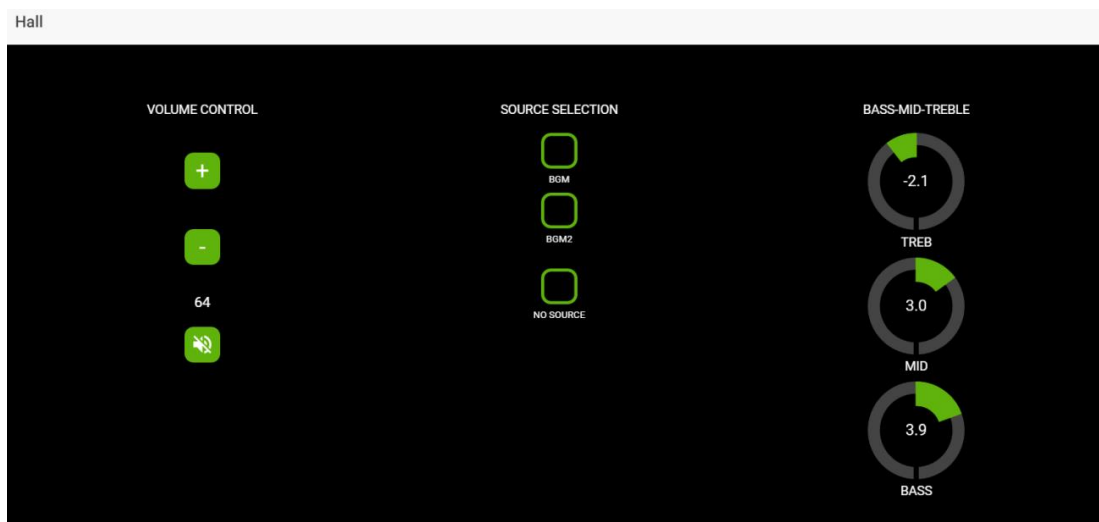 Hall
VOLUME CONTROL
+
-
64
SOURCE SELECTION
BGM
BGM2
NO SOURCE
BASS-MID-TREBLE
-2.1
TREB
3.0
MID
3.9
BASS